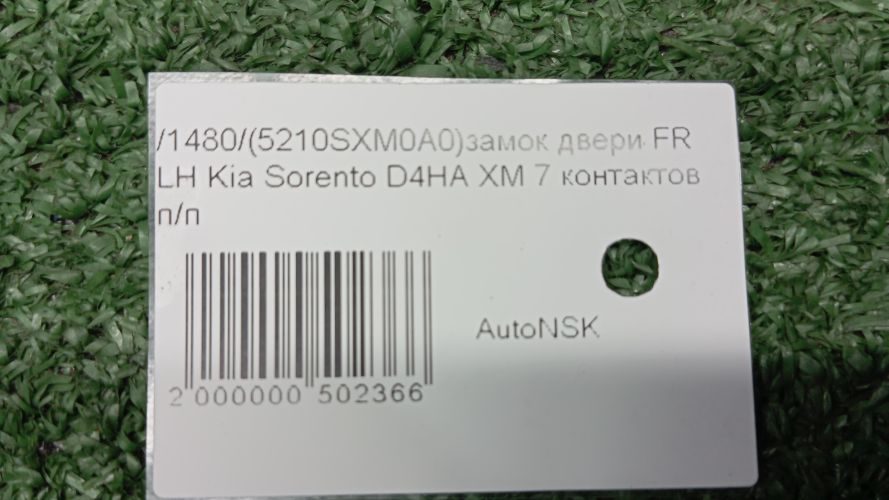 /1480/(5210SXM0A0)замок двери FR
LH Kia Sorento D4HA XM 7 контактов
п/п
AutoNSK
2 000000 502366